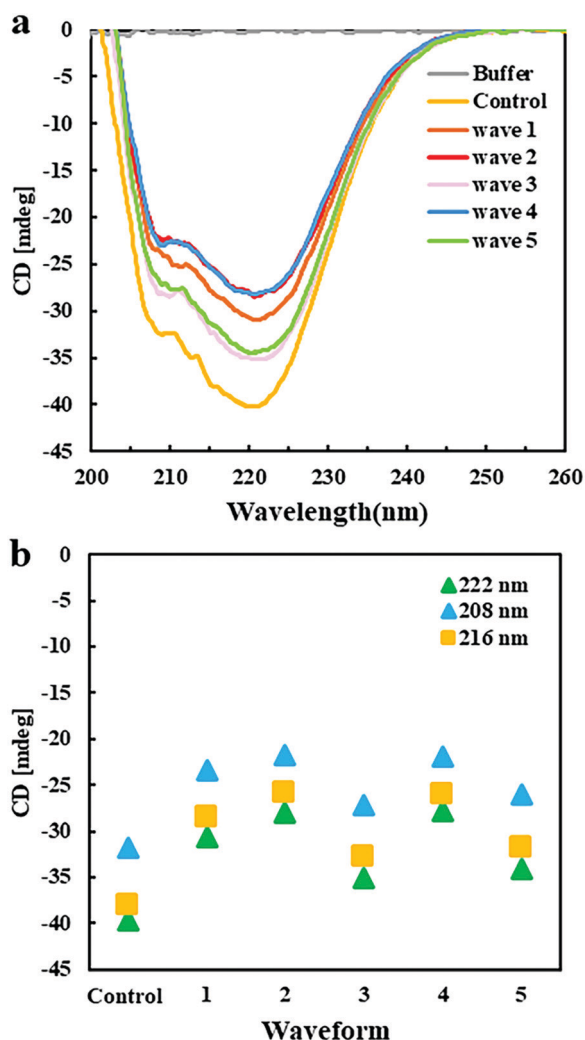 a
0
-5
-10
-15
-20
-25
-30
-35
-40
-45
CD [mdeg]
Buffer
Control
wave 1
wave 2
wave 3
wave 4
wave 5
200 210 220 230 240 250 260
Wavelength(nm)
b
0
-5
-10
-15
-20
-25
-30
-35
-40
-45
CD [mdeg]
222 nm
208 nm
216 nm
Control 1 2 3 4 5
Waveform